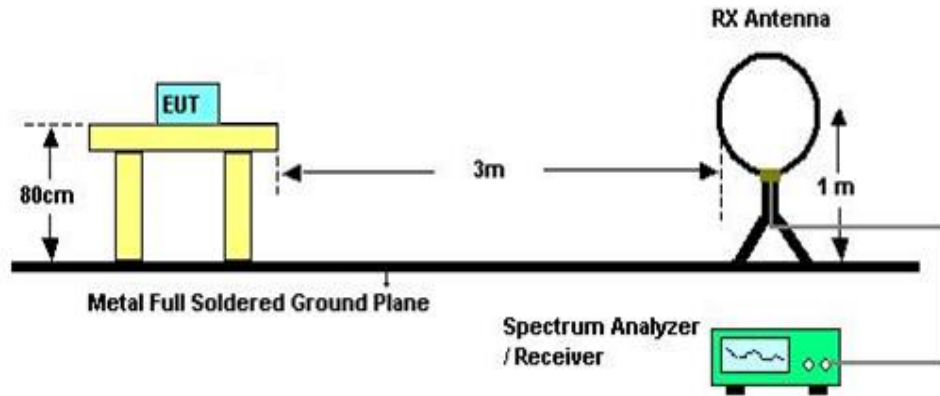 RX Antenna
EUT
3m
80cm
1 m
Metal Full Soldered Ground Plane
Spectrum Analyzer
/ Receiver